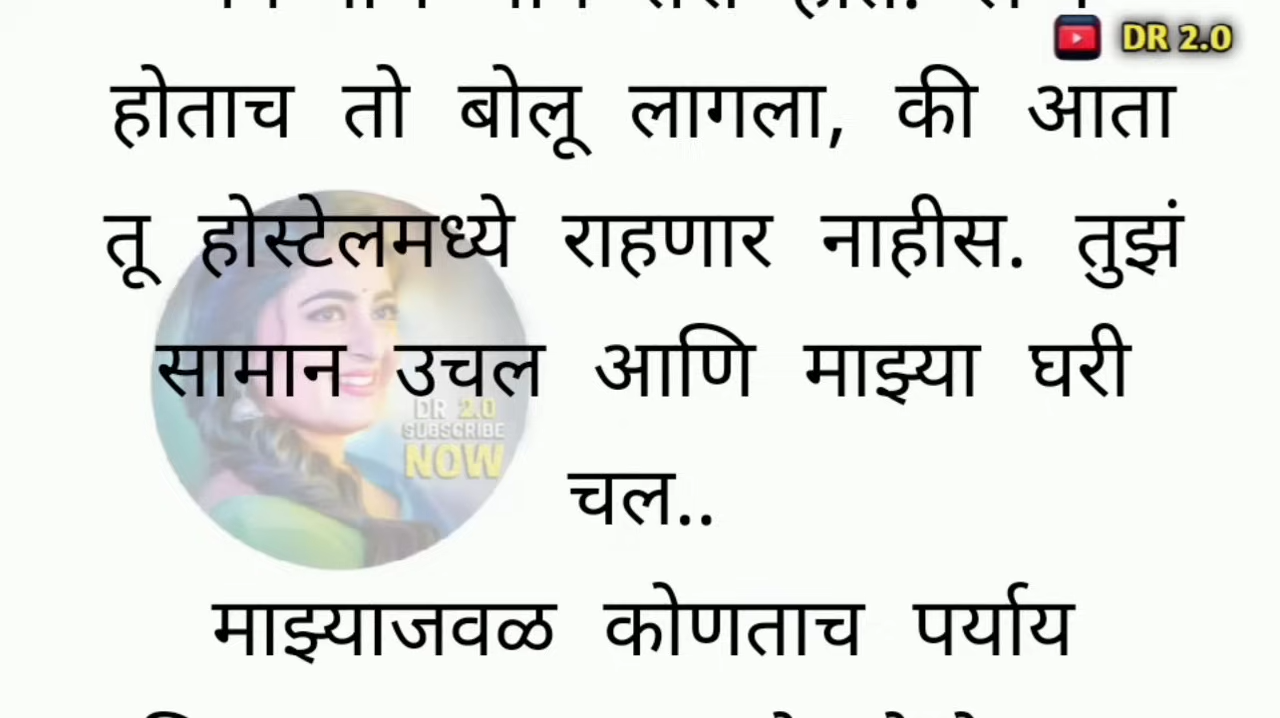 DR 2.0
होताच तो बोलू लागला, की आता
तू होस्टेलमध्ये राहणार नाहीस. तुझं
सामान उचल आणि माझ्या घरी
DR 2.0
SUBSCRIBE
NOW
चल..
माझ्याजवळ कोणताच पर्याय